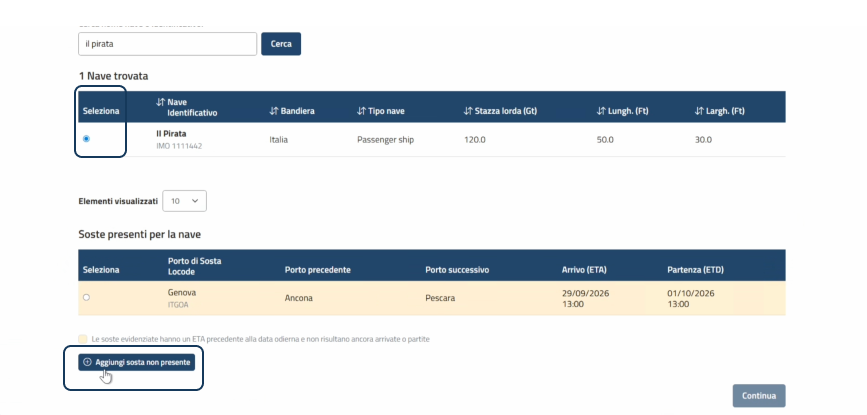 il pirata
Cerca
1 Nave trovata
Seleziona
Nave
Identificativo
Bandiera
Tipo nave
Stazza lorda (Gt)
Lungh. (Ft)
Largh. (Ft)
Il Pirata
IMO 1111442
Italia
Passenger ship
120.0
50.0
30.0
Elementi visualizzati
10
Soste presenti per la nave
Seleziona
Porto di Sosta
Locode
Porto precedente
Porto successivo
Arrivo (ETA)
Partenza (ETD)
Genova
ITGOA
Ancona
Pescara
29/09/2026
13:00
01/10/2026
13:00
Le soste evidenziate hanno un ETA precedente alla data odierna e non risultano ancora arrivate o partite
Aggiungi sosta non presente
Continua